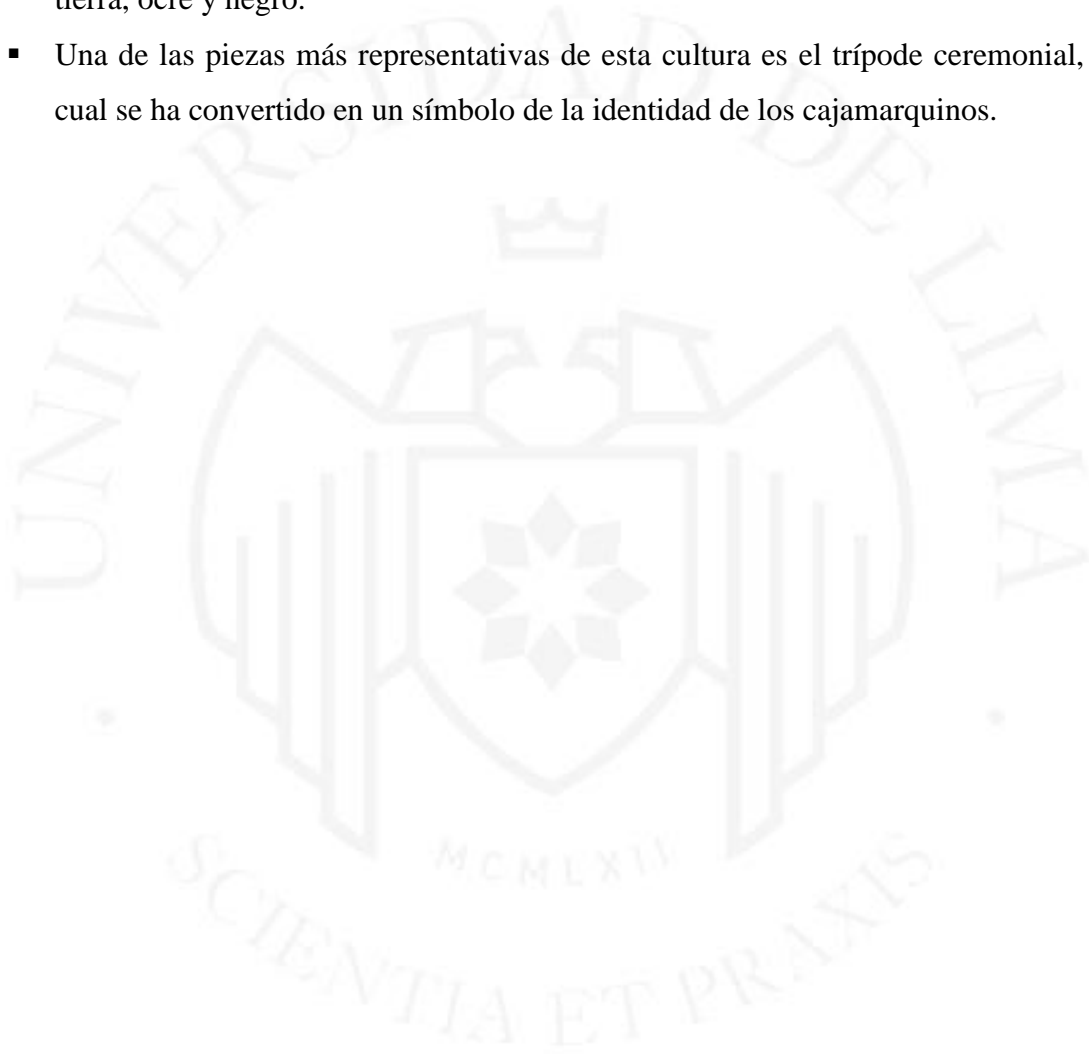 tierra, ocre y negro.
▪ Una de las piezas más representativas de esta cultura es el trípode ceremonial,
cual se ha convertido en un símbolo de la identidad de los cajamarquinos.
UNIVERSIDAD DE LIMA
MCMLXII
SCIENTIA ET PRAXIS